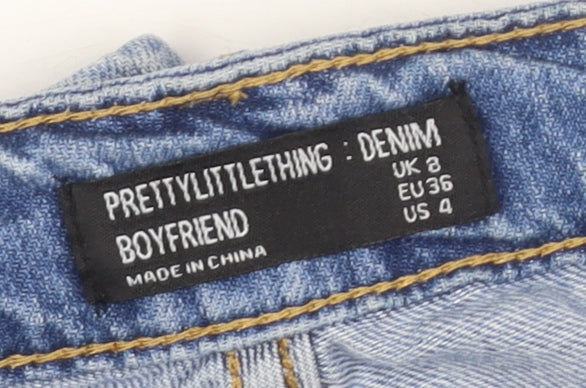 PRETTYLITTLETHING : DENIM
BOYFRIEND
MADE IN CHINA
UK 8
EU 36
US 4